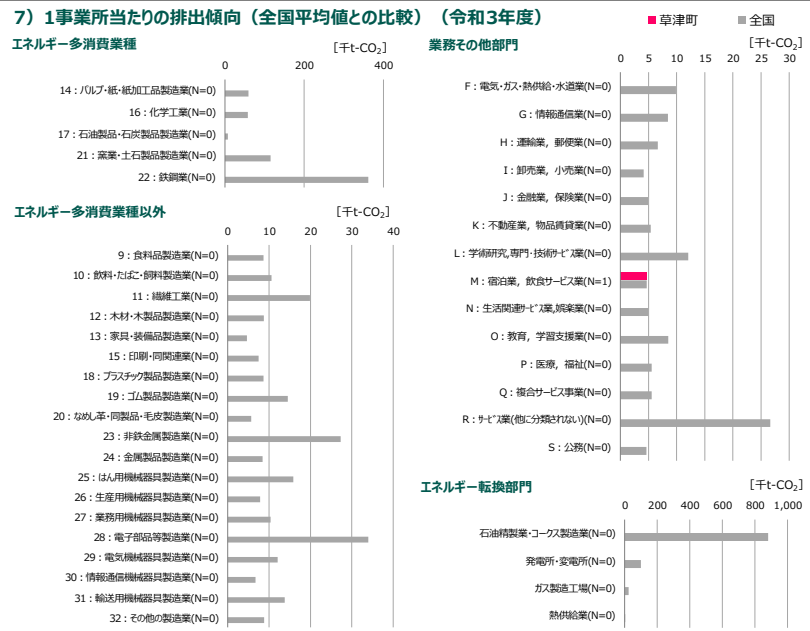 7）1事業所当たりの排出傾向（全国平均値との比較）（令和3年度）
■草津町 ■全国
エネルギー多消費業種
[千t-CO2]
0 200 400
14：パルプ・紙・紙加工品製造業(N=0)
16：化学工業(N=0)
17：石油製品・石炭製品製造業(N=0)
21：窯業・土石製品製造業(N=0)
22：鉄鋼業(N=0)
エネルギー多消費業種以外
[千t-CO2]
0 10 20 30 40
9：食料品製造業(N=0)
10：飲料・たばこ・飼料製造業(N=0)
11：繊維工業(N=0)
12：木材・木製品製造業(N=0)
13：家具・装備品製造業(N=0)
15：印刷・同関連業(N=0)
18：プラスチック製品製造業(N=0)
19：ゴム製品製造業(N=0)
20：なめし革・同製品・毛皮製造業(N=0)
23：非鉄金属製造業(N=0)
24：金属製品製造業(N=0)
25：はん用機械器具製造業(N=0)
26：生産用機械器具製造業(N=0)
27：業務用機械器具製造業(N=0)
28：電子部品等製造業(N=0)
29：電気機械器具製造業(N=0)
30：情報通信機械器具製造業(N=0)
31：輸送用機械器具製造業(N=0)
32：その他の製造業(N=0)
業務その他部門
[千t-CO2]
0 5 10 15 20 25 30
F：電気・ガス・熱供給・水道業(N=0)
G：情報通信業(N=0)
H：運輸業，郵便業(N=0)
I：卸売業，小売業(N=0)
J：金融業，保険業(N=0)
K：不動産業，物品賃貸業(N=0)
L：学術研究,専門・技術ｻｰﾋﾞｽ業(N=0)
M：宿泊業，飲食サービス業(N=1)
N：生活関連ｻｰﾋﾞｽ業,娯楽業(N=0)
O：教育，学習支援業(N=0)
P：医療，福祉(N=0)
Q：複合サービス事業(N=0)
R：ｻｰﾋﾞｽ業(他に分類されない)(N=0)
S：公務(N=0)
エネルギー転換部門
[千t-CO2]
0 200 400 600 800 1,000
石油精製業・コークス製造業(N=0)
発電所・変電所(N=0)
ガス製造工場(N=0)
熱供給業(N=0)